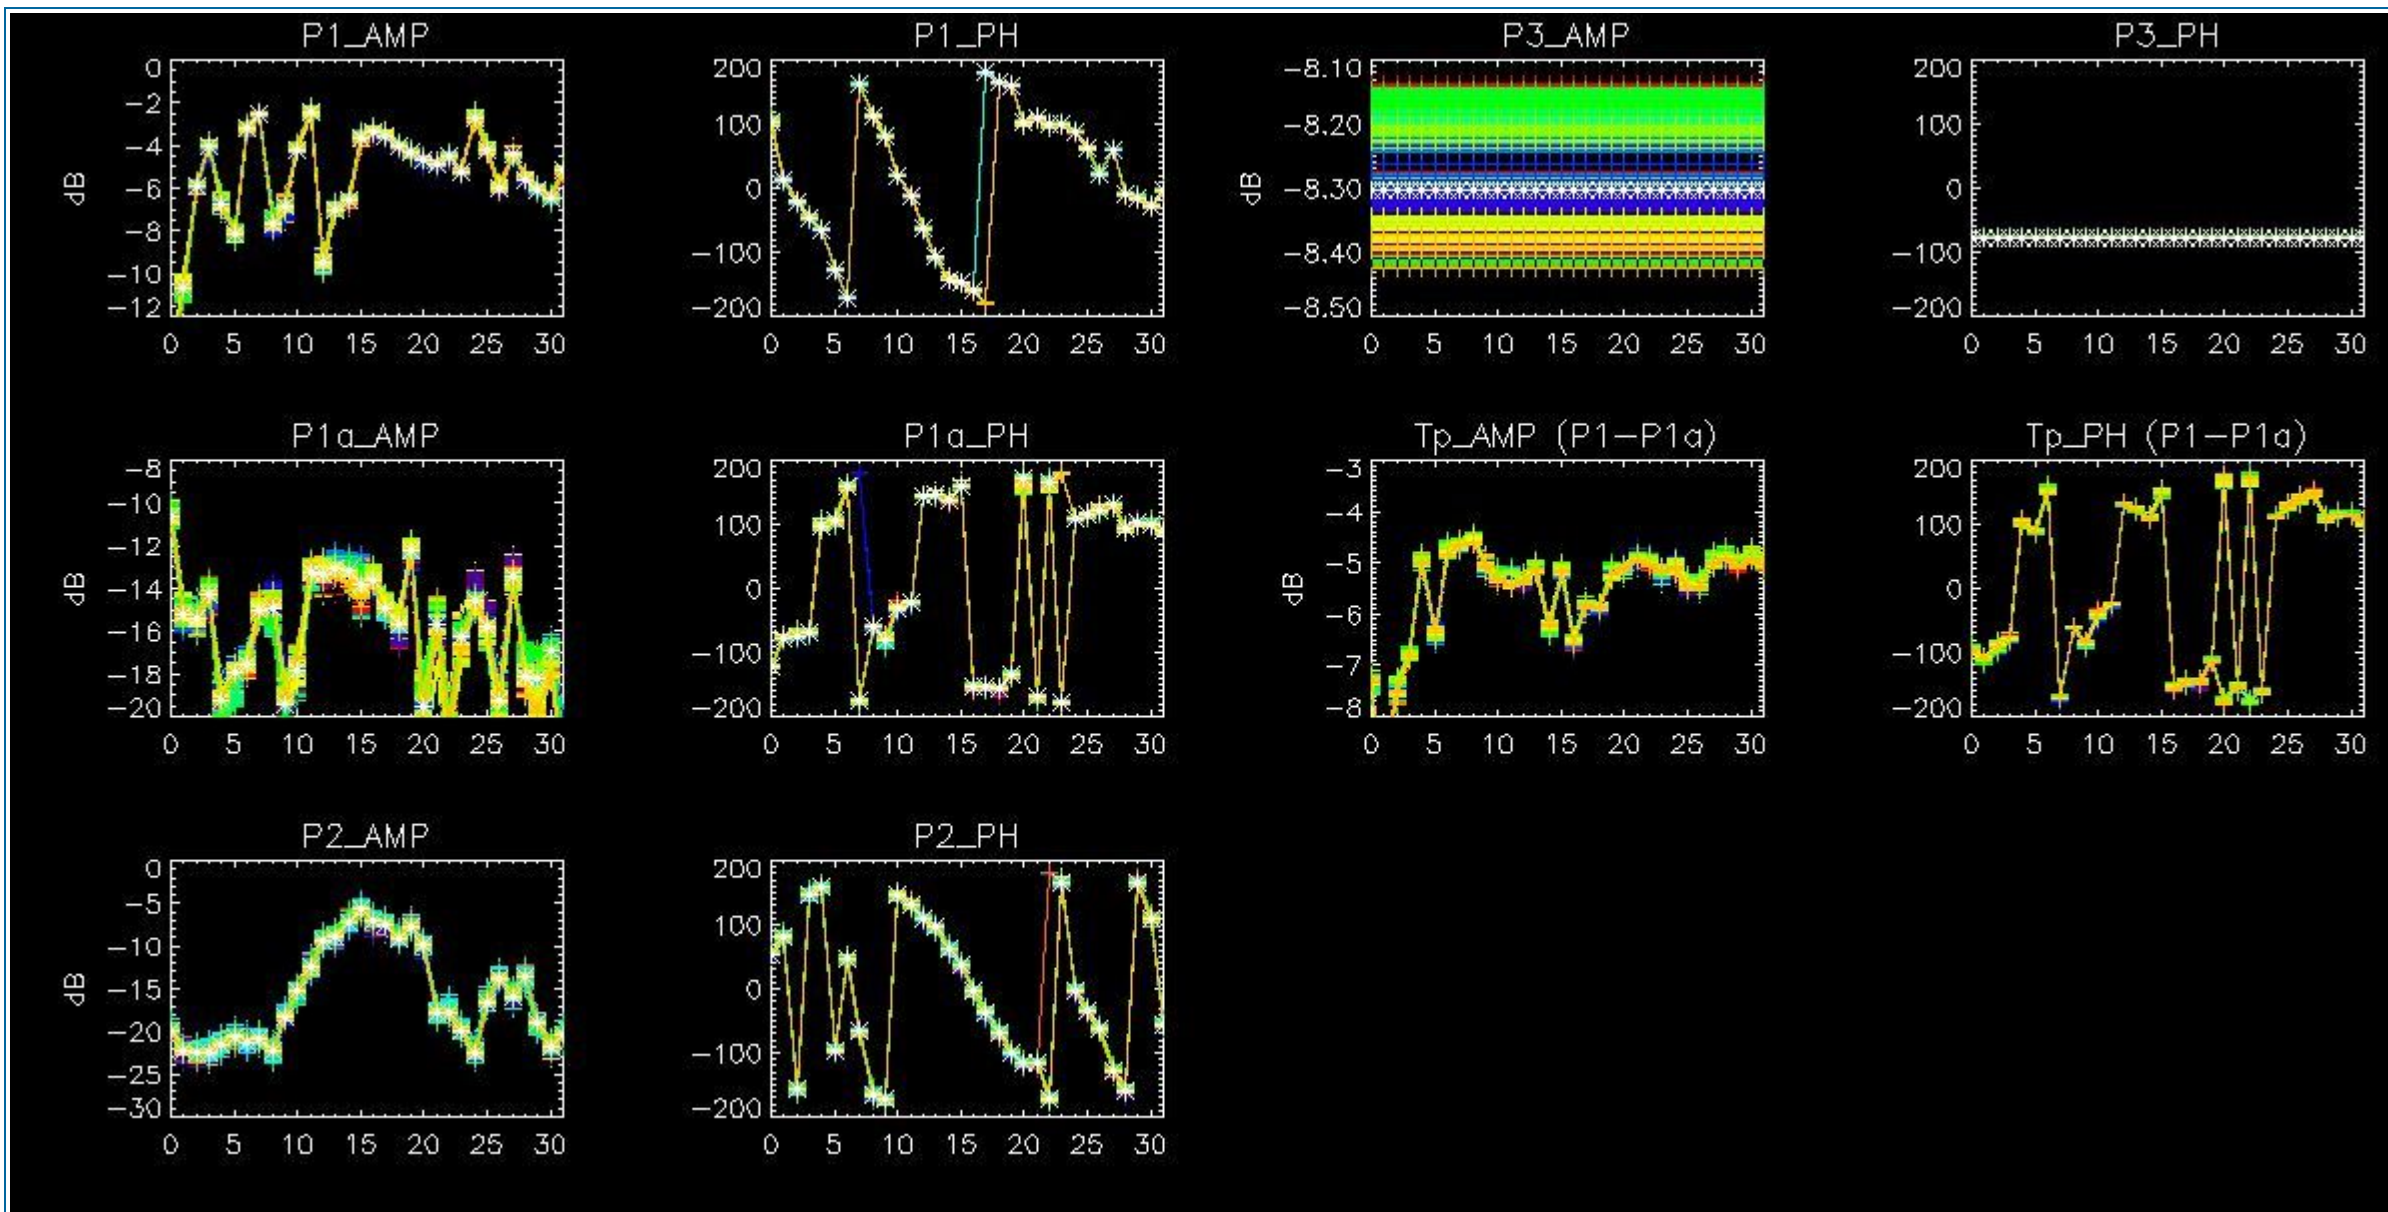 P1_AMP
0
−2
−4
−6
−8
−10
−12
dB
0 5 10 15 20 25 30
P1_PH
200
100
0
−100
−200
0 5 10 15 20 25 30
P3_AMP
−8.10
−8.20
−8.30
−8.40
−8.50
dB
0 5 10 15 20 25 30
P3_PH
200
100
0
−100
−200
0 5 10 15 20 25 30
P1a_AMP
−8
−10
−12
−14
−16
−18
−20
dB
0 5 10 15 20 25 30
P1a_PH
200
100
0
−100
−200
0 5 10 15 20 25 30
Tp_AMP (P1−P1a)
−3
−4
−5
−6
−7
−8
dB
0 5 10 15 20 25 30
Tp_PH (P1−P1a)
200
100
0
−100
−200
0 5 10 15 20 25 30
P2_AMP
0
−5
−10
−15
−20
−25
−30
dB
0 5 10 15 20 25 30
P2_PH
200
100
0
−100
−200
0 5 10 15 20 25 30